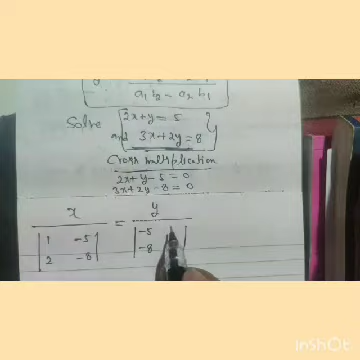 a₁b₂ - a₂b₁
Solve 2x+y = 5
and 3x+2y = 8
Cross multiplication
2x+y-5=0
3x+2y-8=0
x = y
1 -5 -5
2 -8 -8
InShOt